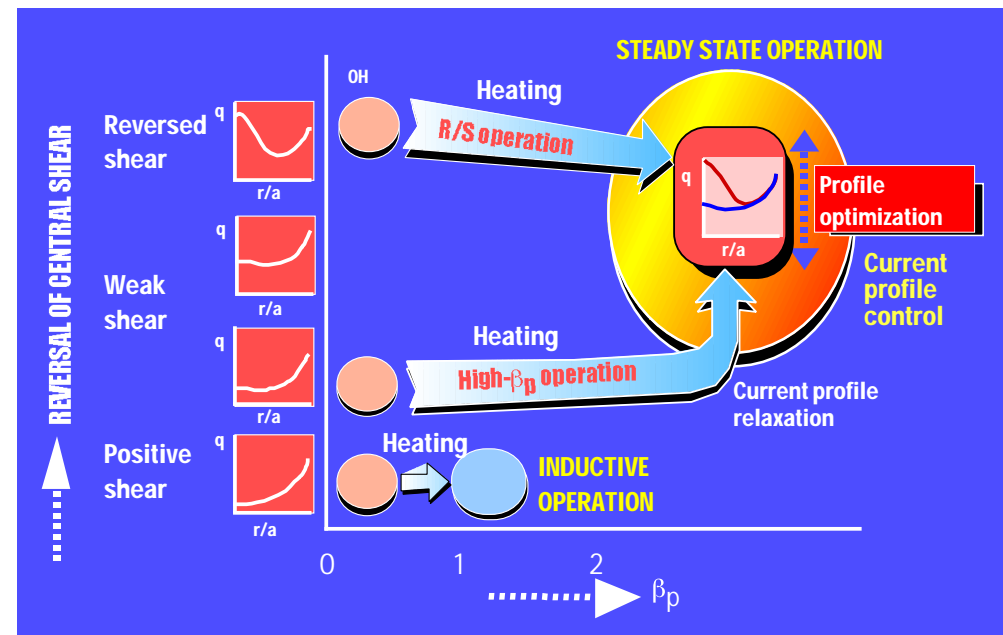 STEADY STATE OPERATION
OH
Heating
R/S operation
REVERSAL OF CENTRAL SHEAR
Reversed
shear
q
r/a
Weak
shear
q
r/a
q
r/a
Positive
shear
q
r/a
q
r/a
Profile
optimization
Current
profile
control
Heating
High-βp operation
Current profile
relaxation
Heating
INDUCTIVE
OPERATION
0 1 2
βp